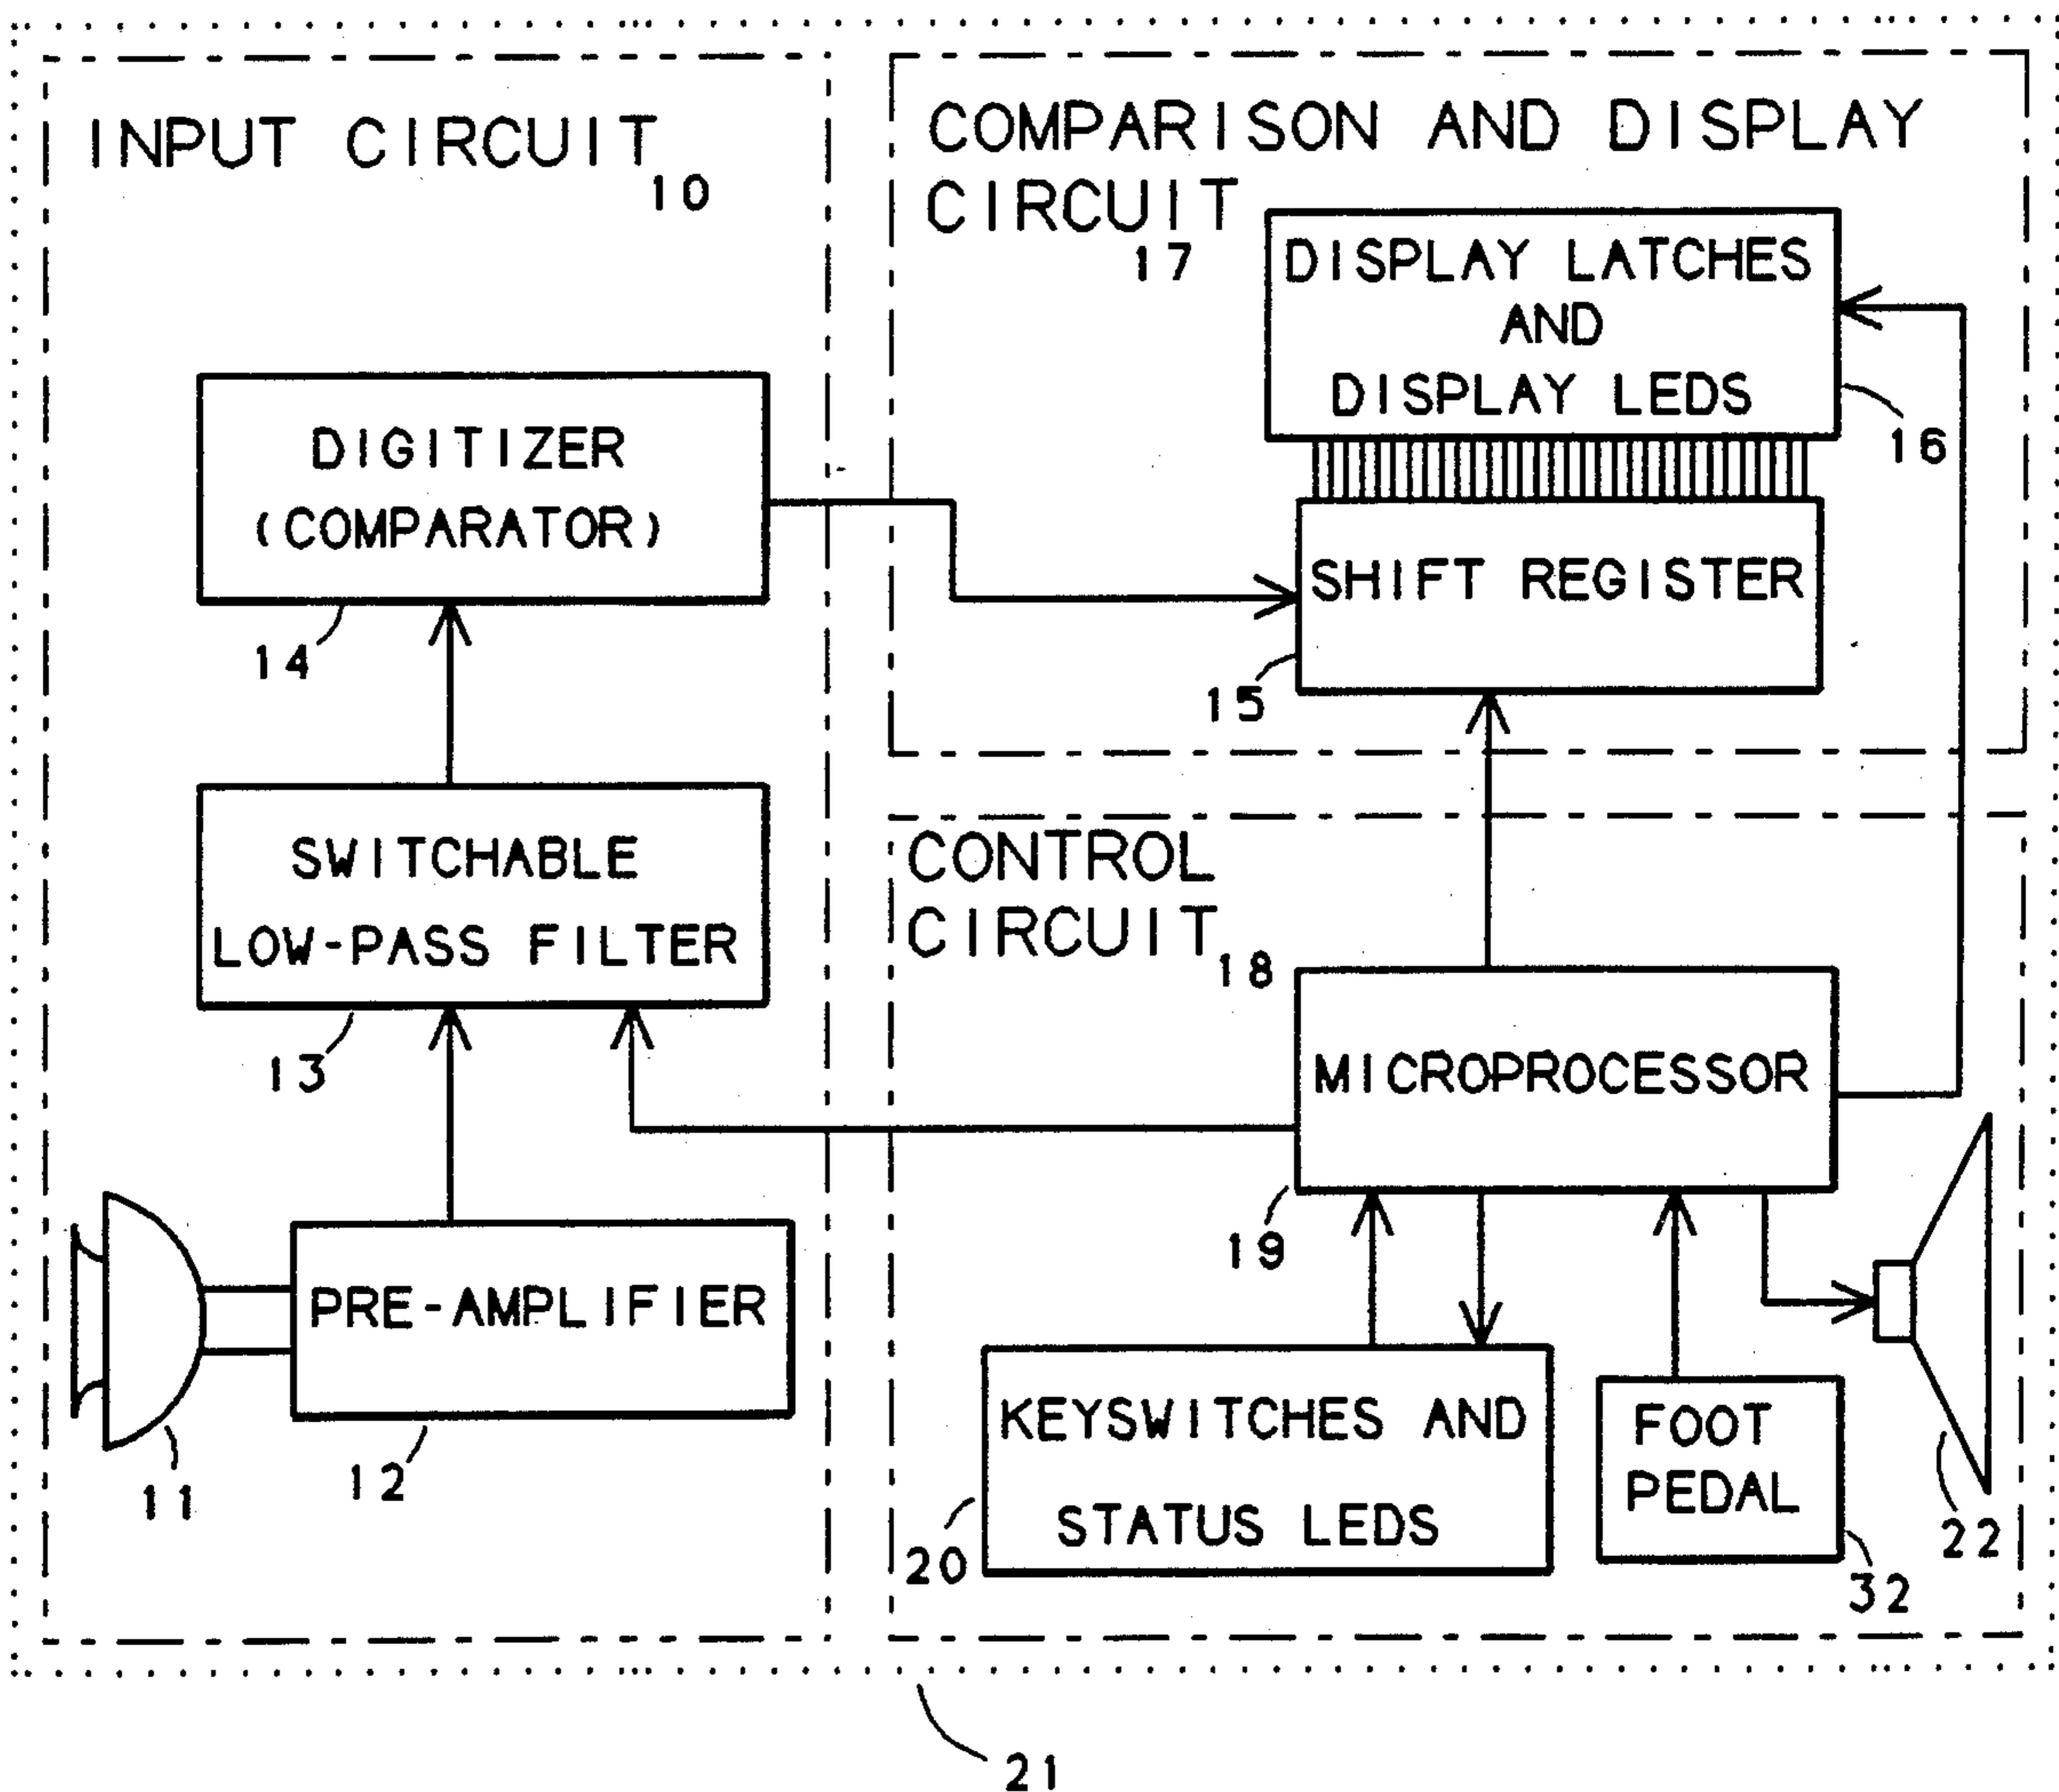 INPUT CIRCUIT
10
COMPARISON AND DISPLAY
CIRCUIT
17
DISPLAY LATCHES
AND
DISPLAY LEDS
16
DIGITIZER
(COMPARATOR)
14
SHIFT REGISTER
15
SWITCHABLE
LOW-PASS FILTER
13
CONTROL
CIRCUIT
18
MICROPROCESSOR
19
PRE-AMPLIFIER
11
12
KEYSWITCHES AND
STATUS LEDS
20
FOOT
PEDAL
32
22
21